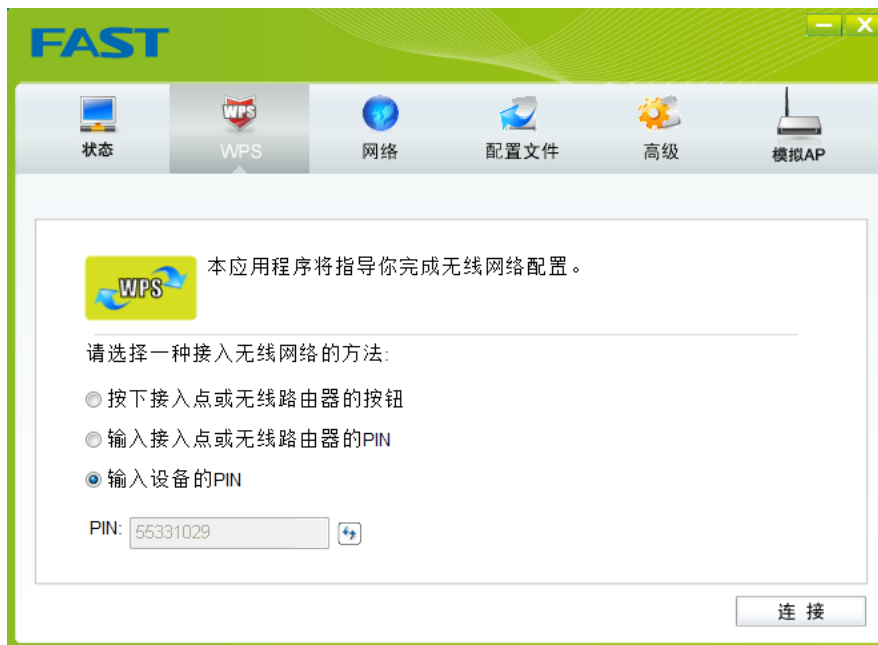 FAST
WPS
状态
WPS
网络
配置文件
高级
模拟AP
WPS
本应用程序将指导你完成无线网络配置。
请选择一种接入无线网络的方法:
按下接入点或无线路由器的按钮
输入接入点或无线路由器的PIN
输入设备的PIN
PIN: 55331029
连 接